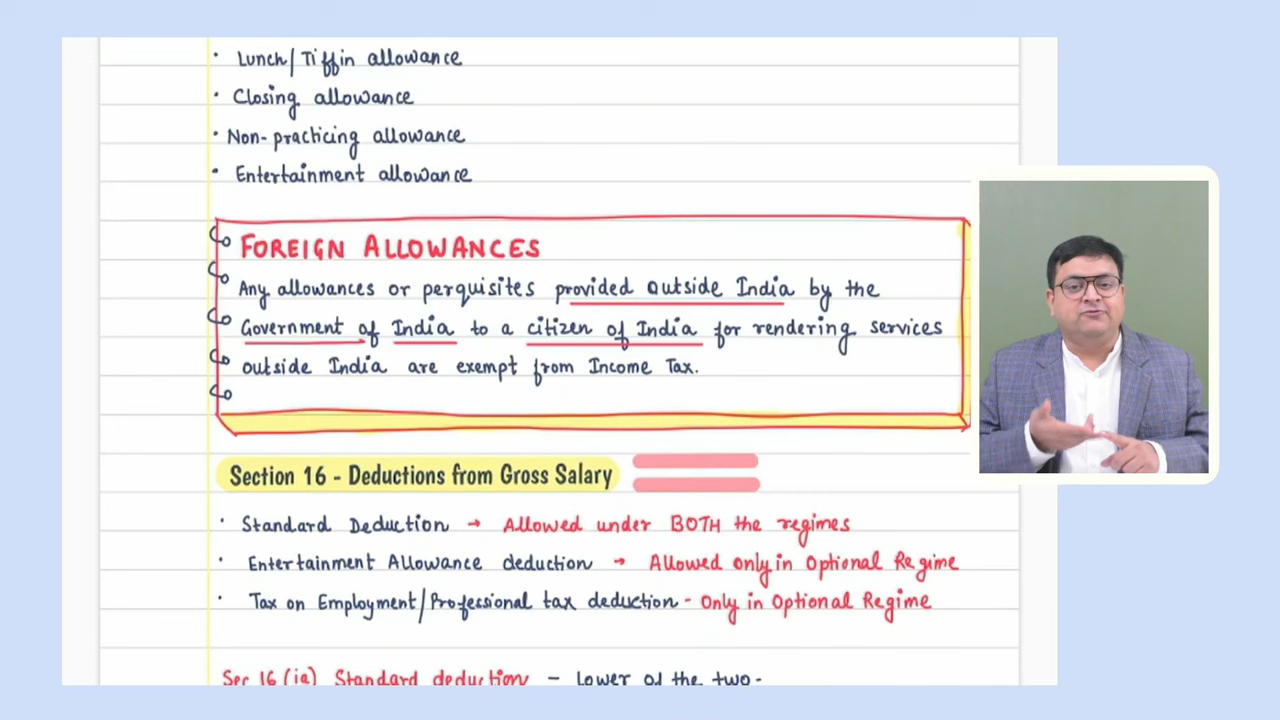 · Lunch/Tiffin allowance
· Closing allowance
· Non-practicing allowance
· Entertainment allowance
FOREIGN ALLOWANCES
Any allowances or perquisites provided outside India by the
Government of India to a citizen of India for rendering services
outside India are exempt from Income Tax.
Section 16 - Deductions from Gross Salary
· Standard Deduction → Allowed under BOTH the regimes
· Entertainment Allowance deduction → Allowed only in Optional Regime
· Tax on Employment/Professional tax deduction - Only in Optional Regime
Sec 16 (ia) Standard deduction - Lower of the two-